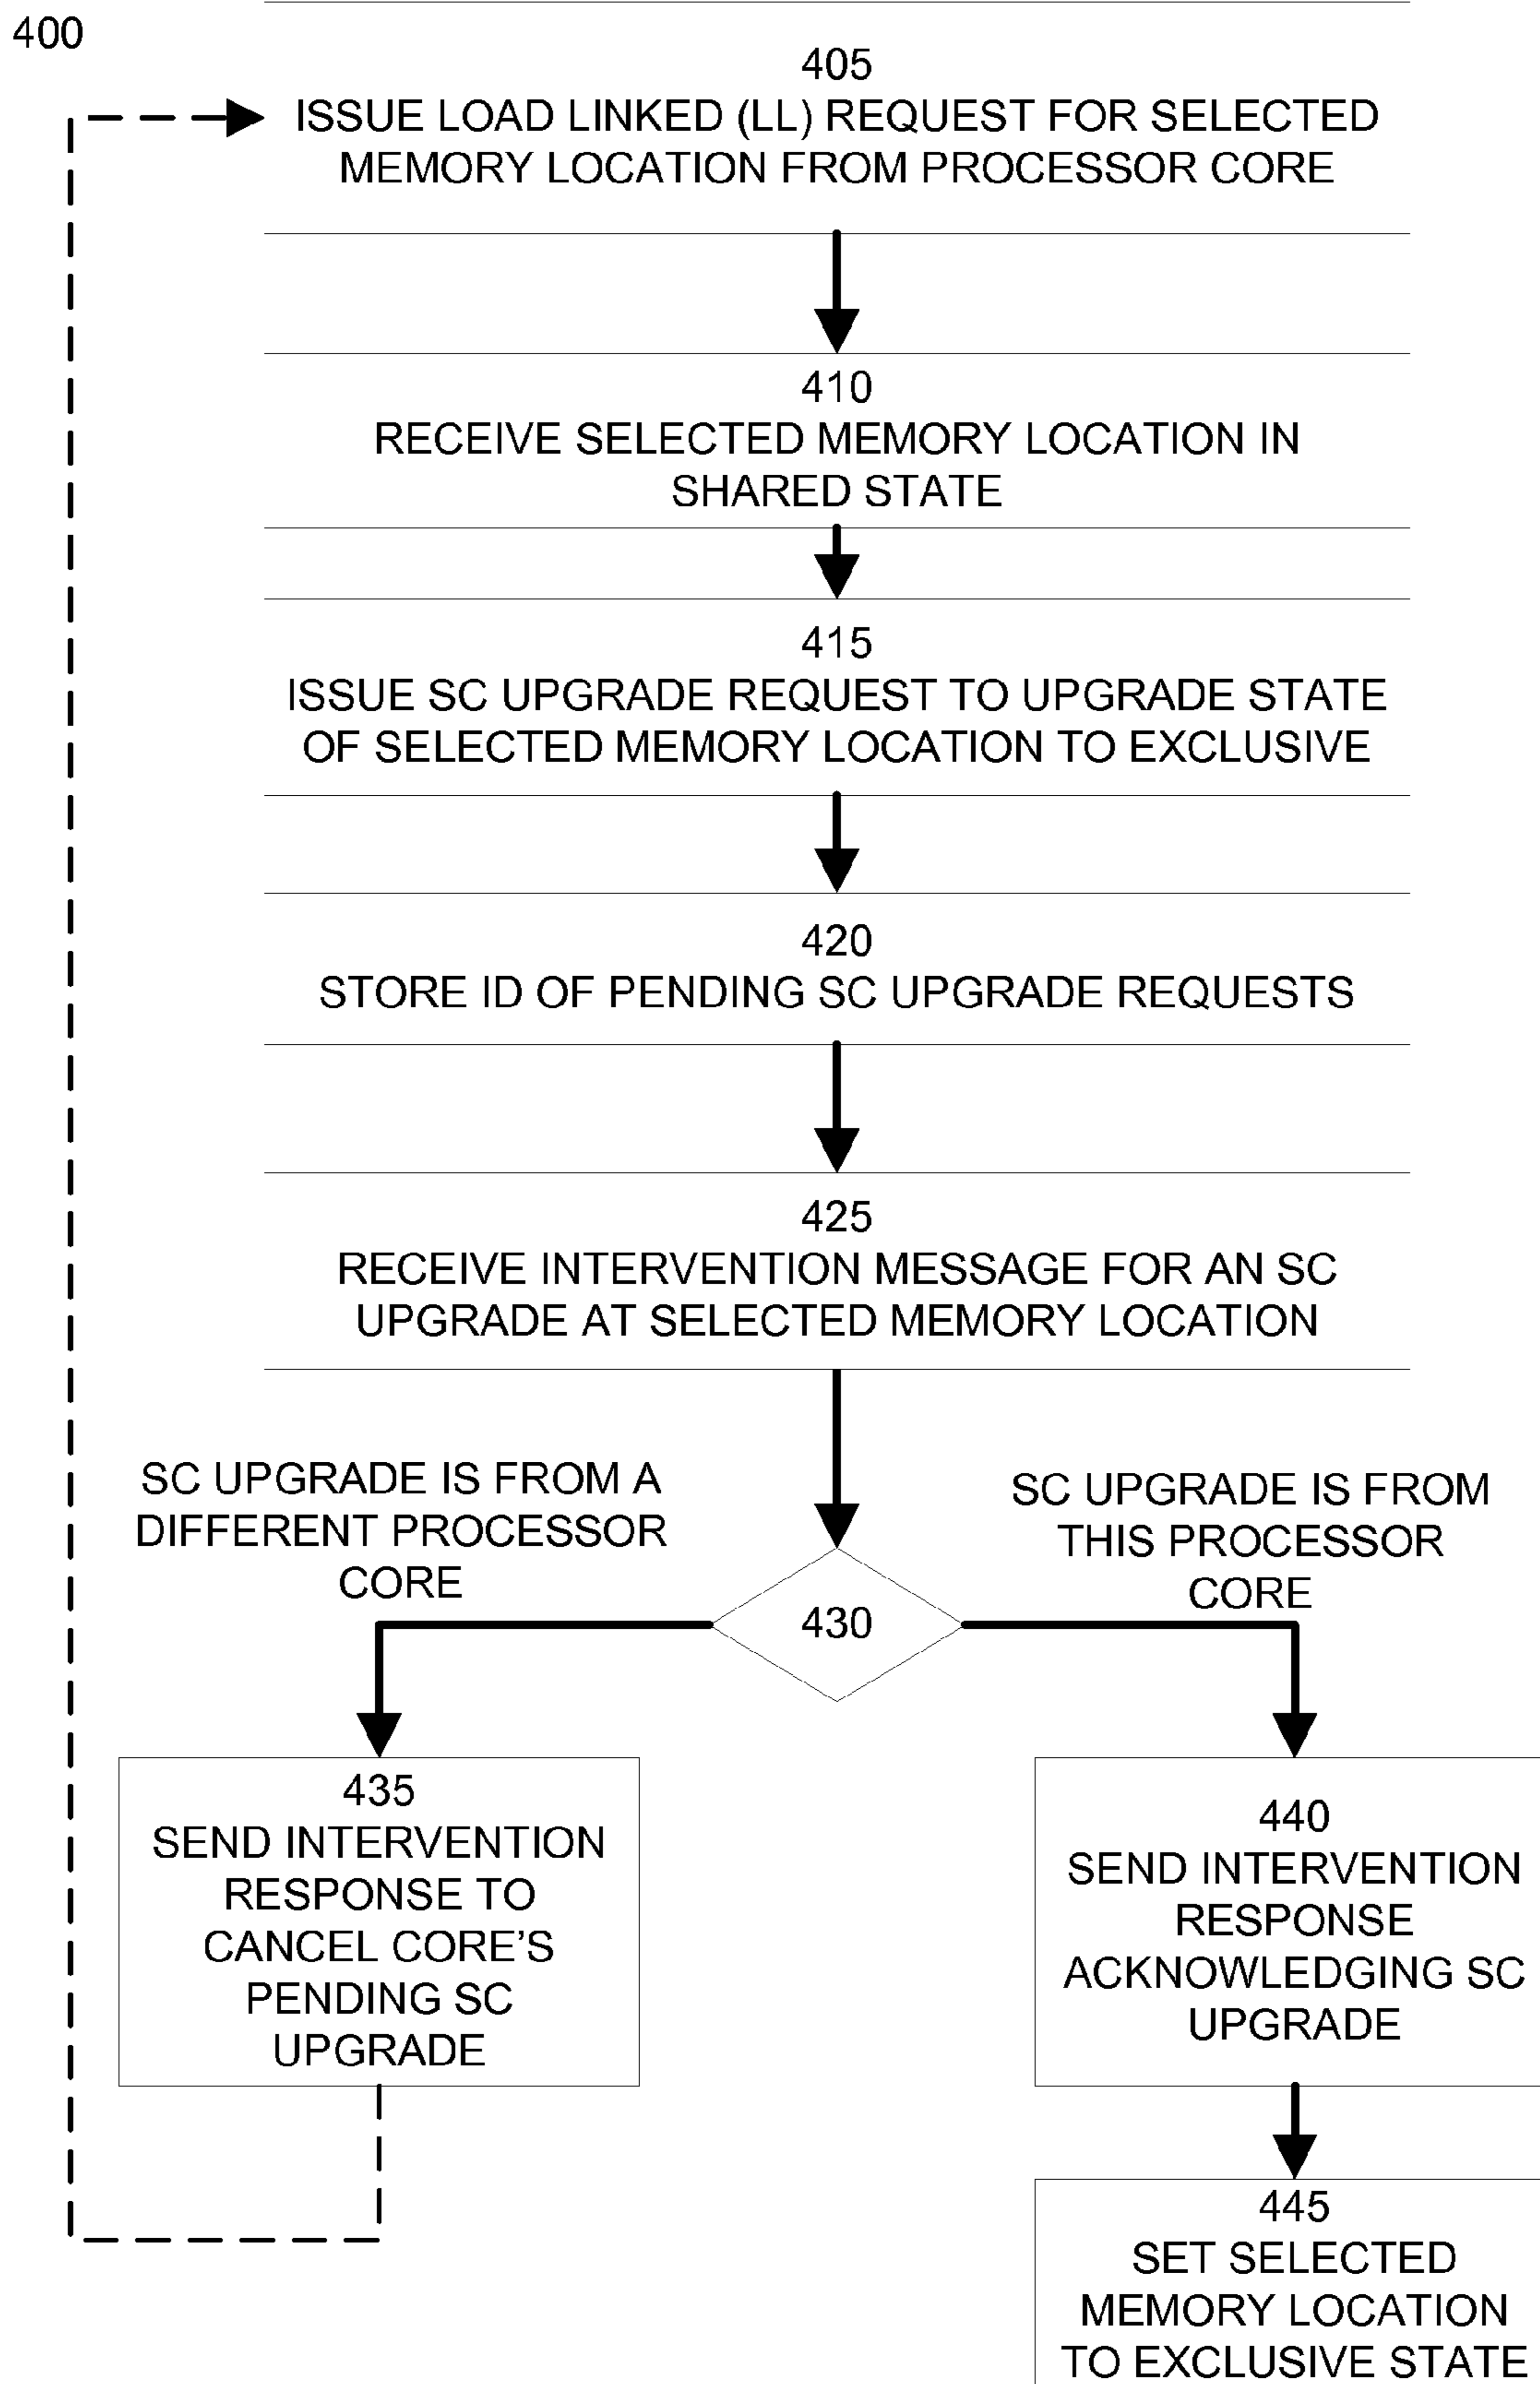 400
405
ISSUE LOAD LINKED (LL) REQUEST FOR SELECTED
MEMORY LOCATION FROM PROCESSOR CORE
410
RECEIVE SELECTED MEMORY LOCATION IN
SHARED STATE
415
ISSUE SC UPGRADE REQUEST TO UPGRADE STATE
OF SELECTED MEMORY LOCATION TO EXCLUSIVE
420
STORE ID OF PENDING SC UPGRADE REQUESTS
425
RECEIVE INTERVENTION MESSAGE FOR AN SC
UPGRADE AT SELECTED MEMORY LOCATION
SC UPGRADE IS FROM A
DIFFERENT PROCESSOR
CORE
SC UPGRADE IS FROM
THIS PROCESSOR
CORE
430
435
SEND INTERVENTION
RESPONSE TO
CANCEL CORE'S
PENDING SC
UPGRADE
440
SEND INTERVENTION
RESPONSE
ACKNOWLEDGING SC
UPGRADE
445
SET SELECTED
MEMORY LOCATION
TO EXCLUSIVE STATE